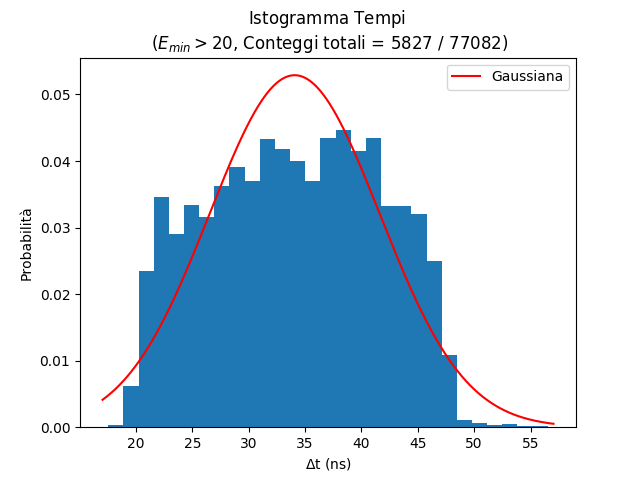 Istogramma Tempi
(E_min > 20, Conteggi totali = 5827 / 77082)
Gaussiana
Probabilità
0.05
0.04
0.03
0.02
0.01
0.00
20 25 30 35 40 45 50 55
Δt (ns)